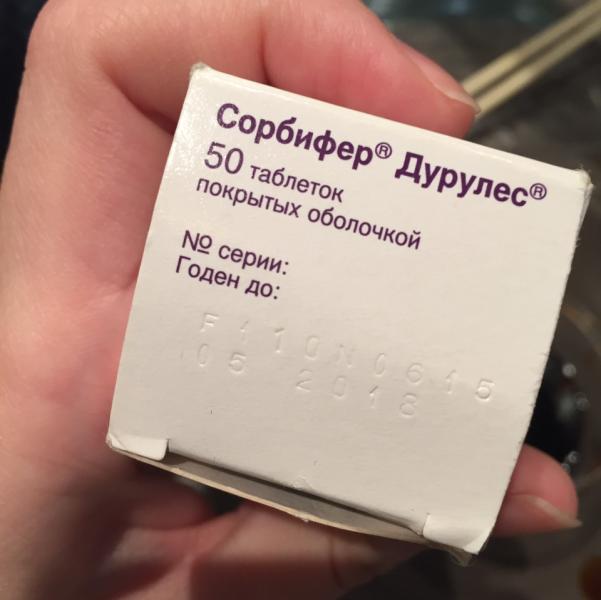 Сорбифер® Дурулес®
50 таблеток
покрытых оболочкой
№ серии:
Годен до:
F110N0615
05 2018